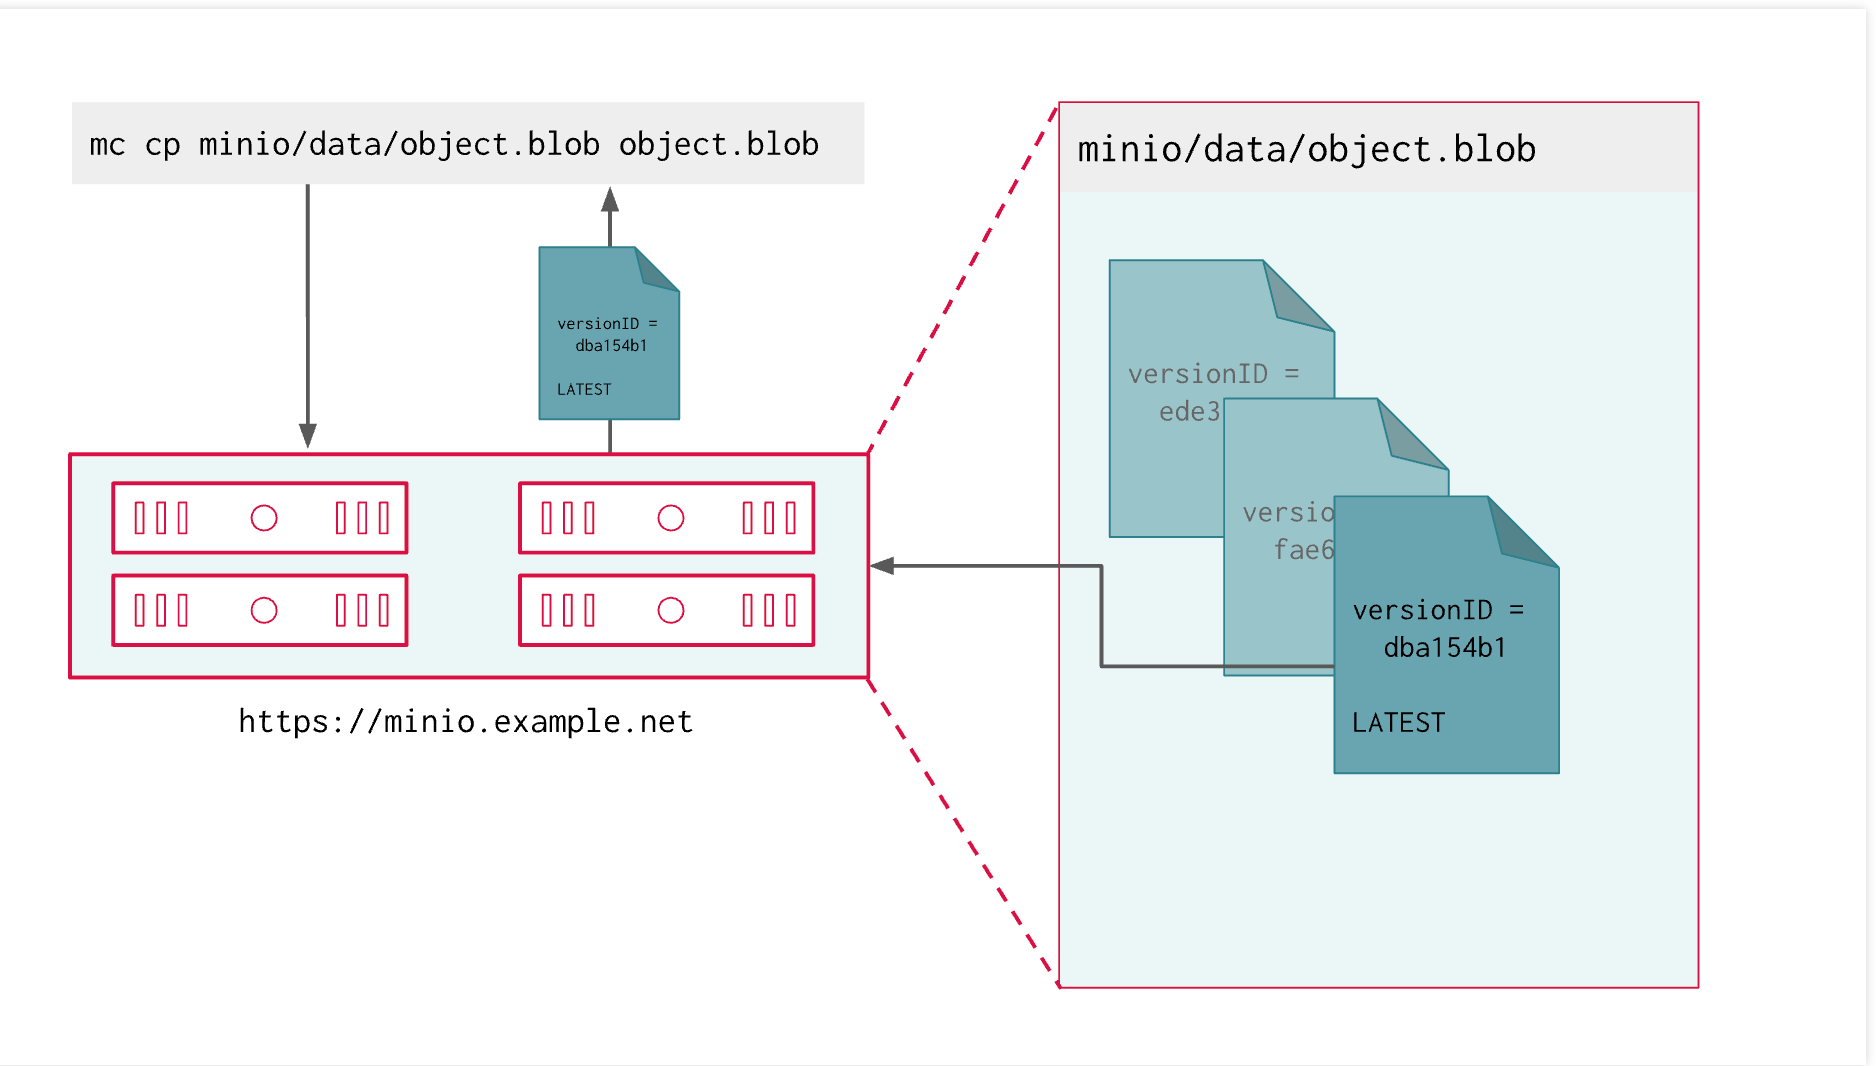 mc cp minio/data/object.blob object.blob
versionID =
dba154b1
LATEST
https://minio.example.net
minio/data/object.blob
versionID =
ede3
versio
fae6
versionID =
dba154b1
LATEST